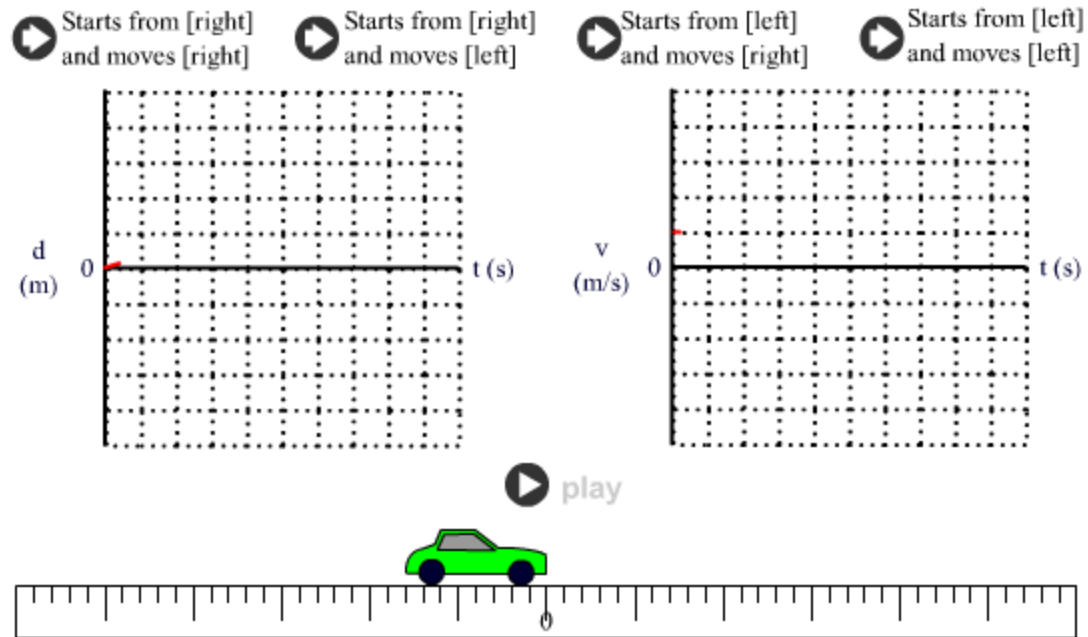 Starts from [right]
and moves [right]
Starts from [right]
and moves [left]
Starts from [left]
and moves [right]
Starts from [left]
and moves [left]
d
(m)
0
t (s)
v
(m/s)
0
t (s)
play
0